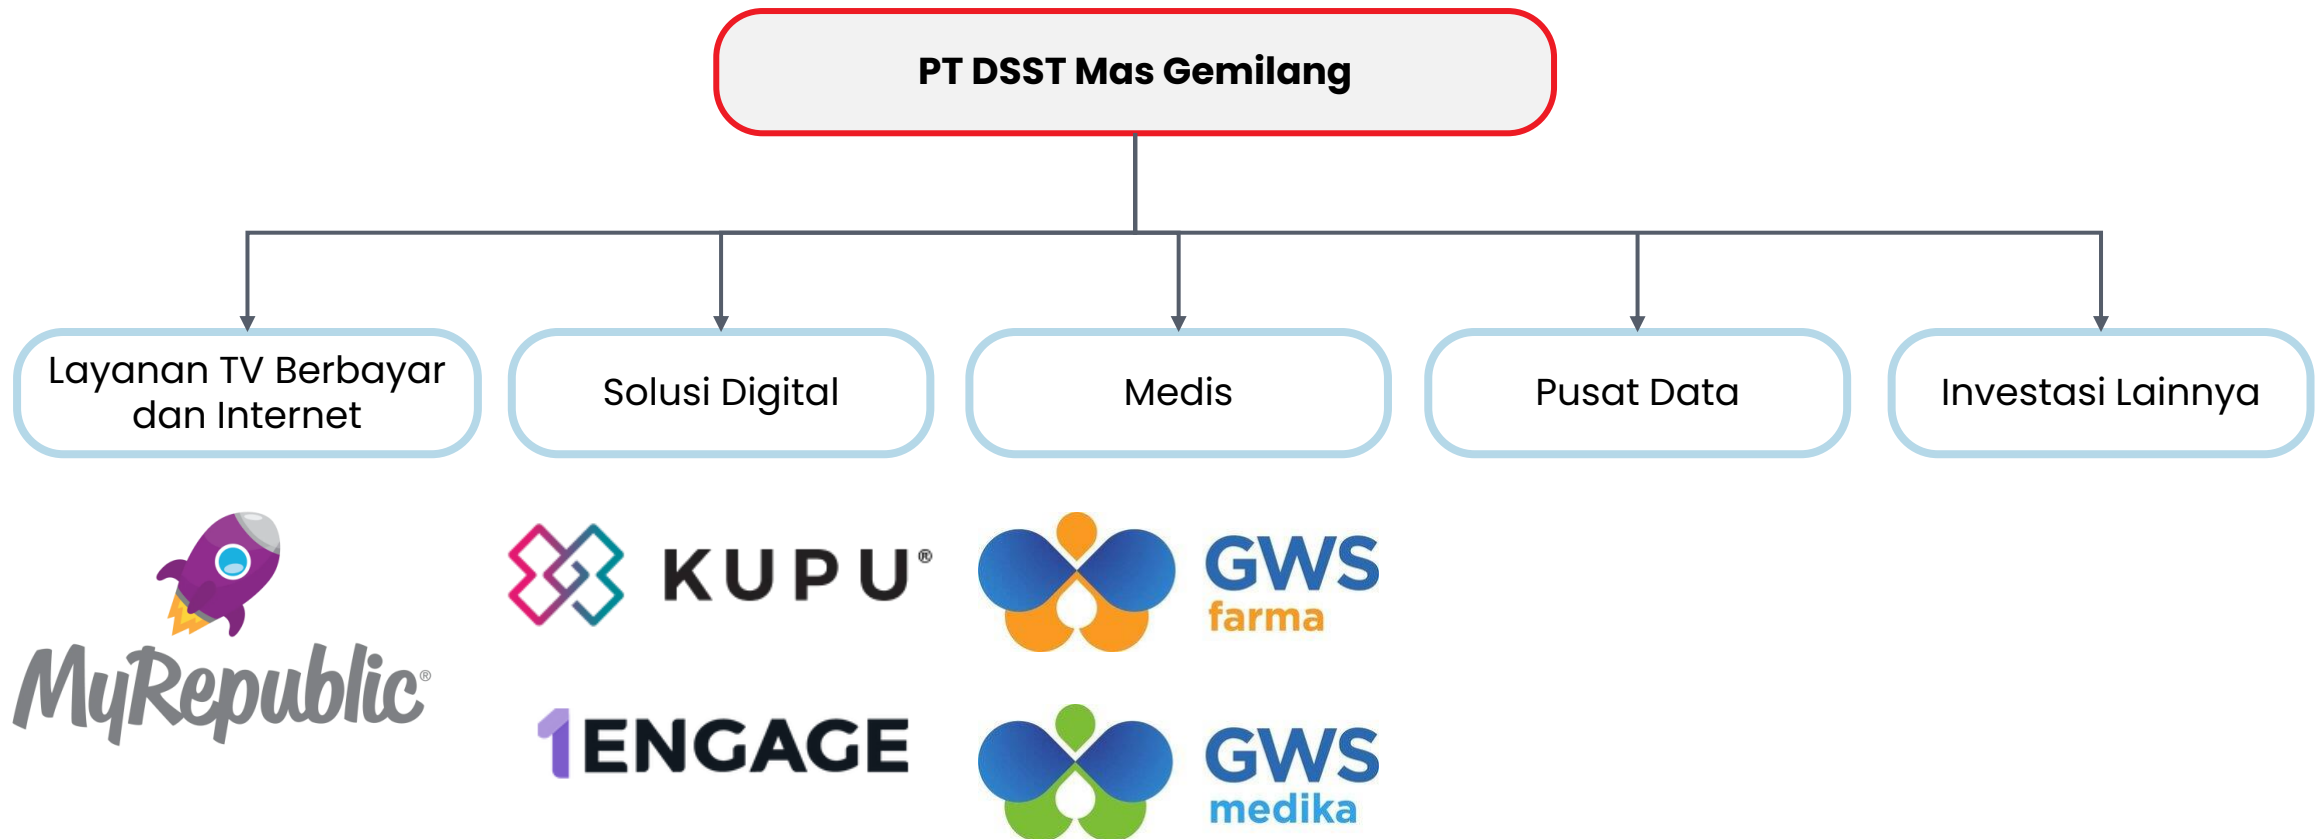 PT DSST Mas Gemilang
Layanan TV Berbayar
dan Internet
Solusi Digital
Medis
Pusat Data
Investasi Lainnya
MyRepublic®
KUPU®
1ENGAGE
GWS
farma
GWS
medika